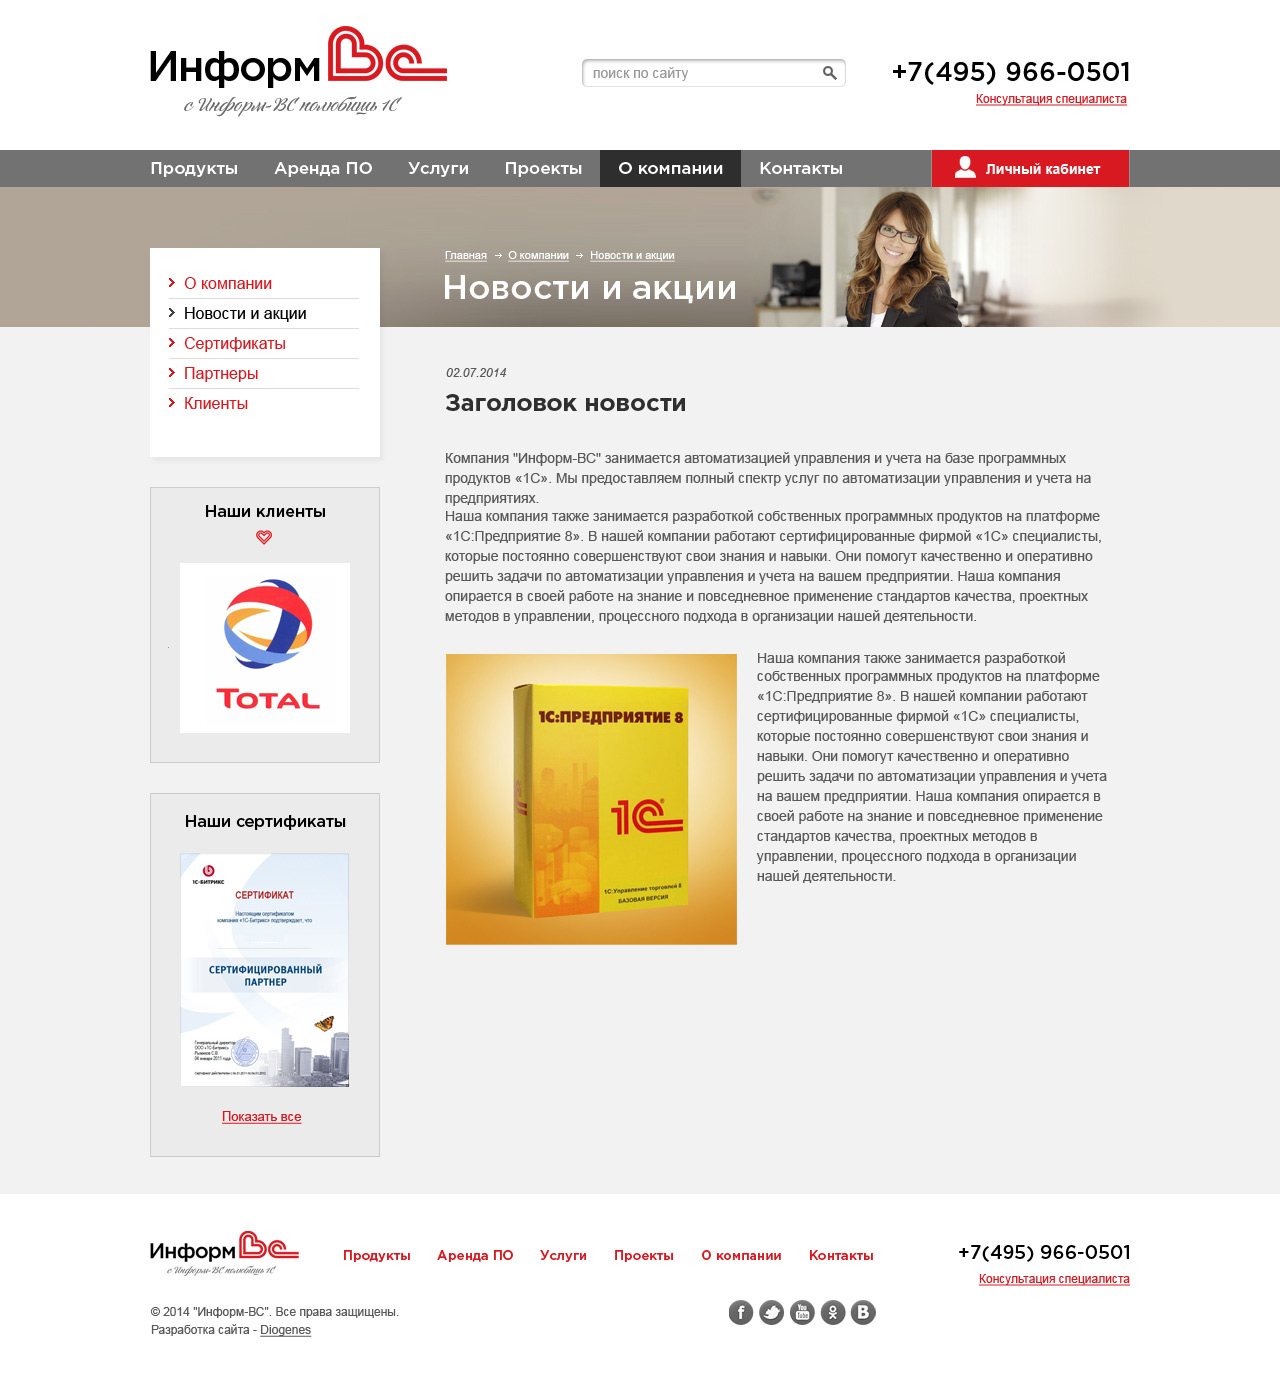 Информ ВС
с Информ-ВС полюбишь 1С
поиск по сайту
+7(495) 966-0501
Консультация специалиста
Продукты Аренда ПО Услуги Проекты О компании Контакты
Личный кабинет
Главная → О компании → Новости и акции
Новости и акции
О компании
Новости и акции
Сертификаты
Партнеры
Клиенты
02.07.2014
Заголовок новости
Компания "Информ-ВС" занимается автоматизацией управления и учета на базе программных
продуктов «1С». Мы предоставляем полный спектр услуг по автоматизации управления и учета на
предприятиях.
Наша компания также занимается разработкой собственных программных продуктов на платформе
«1С:Предприятие 8». В нашей компании работают сертифицированные фирмой «1С» специалисты,
которые постоянно совершенствуют свои знания и навыки. Они помогут качественно и оперативно
решить задачи по автоматизации управления и учета на вашем предприятии. Наша компания
опирается в своей работе на знание и повседневное применение стандартов качества, проектных
методов в управлении, процессного подхода в организации нашей деятельности.
1С:ПРЕДПРИЯТИЕ 8
1С
1С:Управление торговлей 8
БАЗОВАЯ ВЕРСИЯ
Наша компания также занимается разработкой
собственных программных продуктов на платформе
«1С:Предприятие 8». В нашей компании работают
сертифицированные фирмой «1С» специалисты,
которые постоянно совершенствуют свои знания и
навыки. Они помогут качественно и оперативно
решить задачи по автоматизации управления и учета
на вашем предприятии. Наша компания опирается в
своей работе на знание и повседневное применение
стандартов качества, проектных методов в
управлении, процессного подхода в организации
нашей деятельности.
Наши клиенты
TOTAL
Наши сертификаты
1С-БИТРИКС
СЕРТИФИКАТ
Настоящим сертификатом
компания «1С-Битрикс» подтверждает, что
СЕРТИФИЦИРОВАННЫЙ
ПАРТНЕР
Генеральный директор
ООО «1С-Битрикс»
Рыжиков С.В.
04 января 2011 года
Показать все
Информ ВС
с Информ-ВС полюбишь 1С
Продукты Аренда ПО Услуги Проекты О компании Контакты
+7(495) 966-0501
Консультация специалиста
© 2014 "Информ-ВС". Все права защищены.
Разработка сайта - Diogenes
f You Tube B